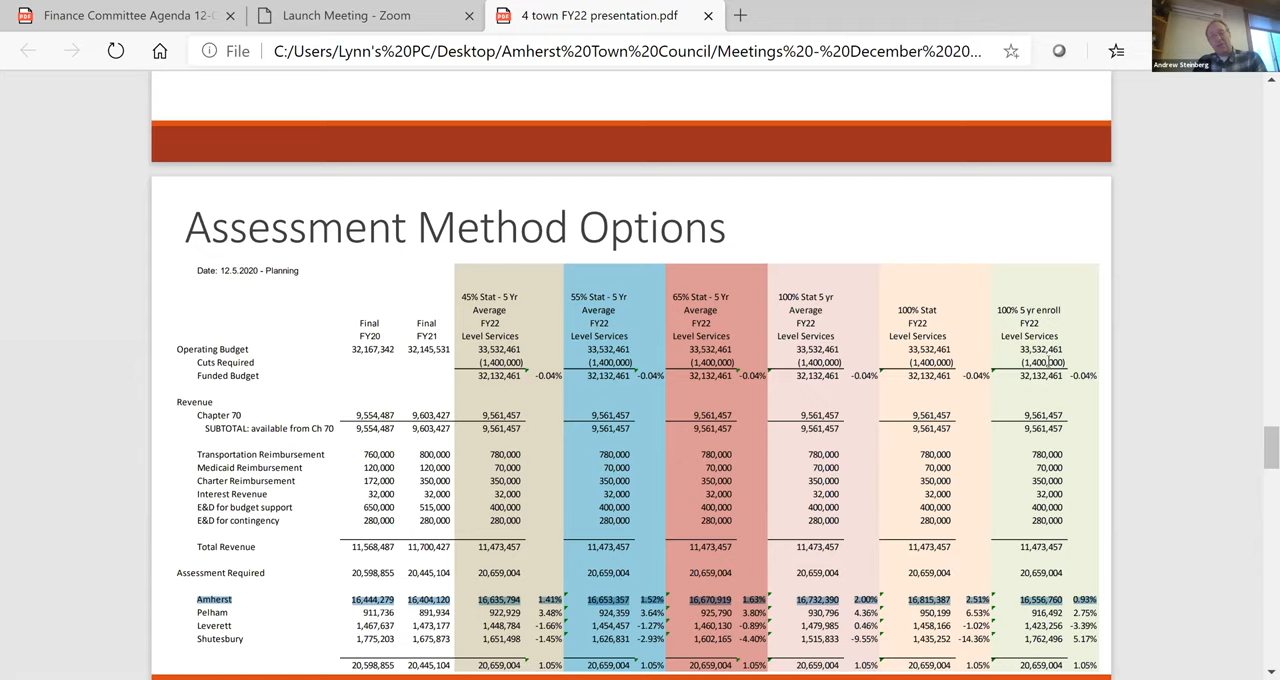 Finance Committee Agenda 12-
Launch Meeting - Zoom
4 town FY22 presentation.pdf
File
C:/Users/Lynn's%20PC/Desktop/Amherst%20Town%20Council/Meetings%20-%20December%2020...
Andrew Steinberg
Assessment Method Options
Date: 12.5.2020 - Planning
45% Stat - 5 Yr 55% Stat - 5 Yr 65% Stat - 5 Yr 100% Stat 5 yr
Average Average Average Average 100% Stat 100% 5 yr enroll
Final Final FY22 FY22 FY22 FY22 FY22 FY22
FY20 FY21 Level Services Level Services Level Services Level Services Level Services Level Services
Operating Budget 32,167,342 32,145,531 33,532,461 33,532,461 33,532,461 33,532,461 33,532,461 33,532,461
Cuts Required (1,400,000) (1,400,000) (1,400,000) (1,400,000) (1,400,000) (1,400,000)
Funded Budget 32,132,461 -0.04% 32,132,461 -0.04% 32,132,461 -0.04% 32,132,461 -0.04% 32,132,461 -0.04% 32,132,461 -0.04%
Revenue
Chapter 70 9,554,487 9,603,427 9,561,457 9,561,457 9,561,457 9,561,457 9,561,457 9,561,457
SUBTOTAL: available from Ch 70 9,554,487 9,603,427 9,561,457 9,561,457 9,561,457 9,561,457 9,561,457 9,561,457
Transportation Reimbursement 760,000 800,000 780,000 780,000 780,000 780,000 780,000 780,000
Medicaid Reimbursement 120,000 120,000 70,000 70,000 70,000 70,000 70,000 70,000
Charter Reimbursement 172,000 350,000 350,000 350,000 350,000 350,000 350,000 350,000
Interest Revenue 32,000 32,000 32,000 32,000 32,000 32,000 32,000 32,000
E&D for budget support 650,000 515,000 400,000 400,000 400,000 400,000 400,000 400,000
E&D for contingency 280,000 280,000 280,000 280,000 280,000 280,000 280,000 280,000
Total Revenue 11,568,487 11,700,427 11,473,457 11,473,457 11,473,457 11,473,457 11,473,457 11,473,457
Assessment Required 20,598,855 20,445,104 20,659,004 20,659,004 20,659,004 20,659,004 20,659,004 20,659,004
Amherst 16,444,279 16,404,120 16,635,794 1.41% 16,653,357 1.52% 16,670,919 1.63% 16,732,390 2.00% 16,815,387 2.51% 16,556,760 0.93%
Pelham 911,736 891,934 922,929 3.48% 924,359 3.64% 925,790 3.80% 930,796 4.36% 950,199 6.53% 916,492 2.75%
Leverett 1,467,637 1,473,177 1,448,784 -1.66% 1,454,457 -1.27% 1,460,130 -0.89% 1,479,985 0.46% 1,458,166 -1.02% 1,423,256 -3.39%
Shutesbury 1,775,203 1,675,873 1,651,498 -1.45% 1,626,831 -2.93% 1,602,165 -4.40% 1,515,833 -9.55% 1,435,252 -14.36% 1,762,496 5.17%
20,598,855 20,445,104 20,659,004 1.05% 20,659,004 1.05% 20,659,004 1.05% 20,659,004 1.05% 20,659,004 1.05% 20,659,004 1.05%